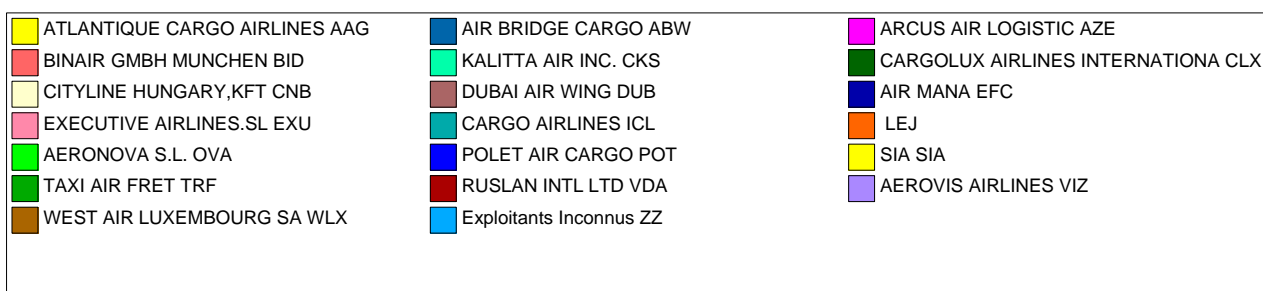 ATLANTIQUE CARGO AIRLINES AAG
AIR BRIDGE CARGO ABW
ARCUS AIR LOGISTIC AZE
BINAIR GMBH MUNCHEN BID
KALITTA AIR INC. CKS
CARGOLUX AIRLINES INTERNATIONA CLX
CITYLINE HUNGARY,KFT CNB
DUBAI AIR WING DUB
AIR MANA EFC
EXECUTIVE AIRLINES.SL EXU
CARGO AIRLINES ICL
LEJ
AERONOVA S.L. OVA
POLET AIR CARGO POT
SIA SIA
TAXI AIR FRET TRF
RUSLAN INTL LTD VDA
AEROVIS AIRLINES VIZ
WEST AIR LUXEMBOURG SA WLX
Exploitants Inconnus ZZ